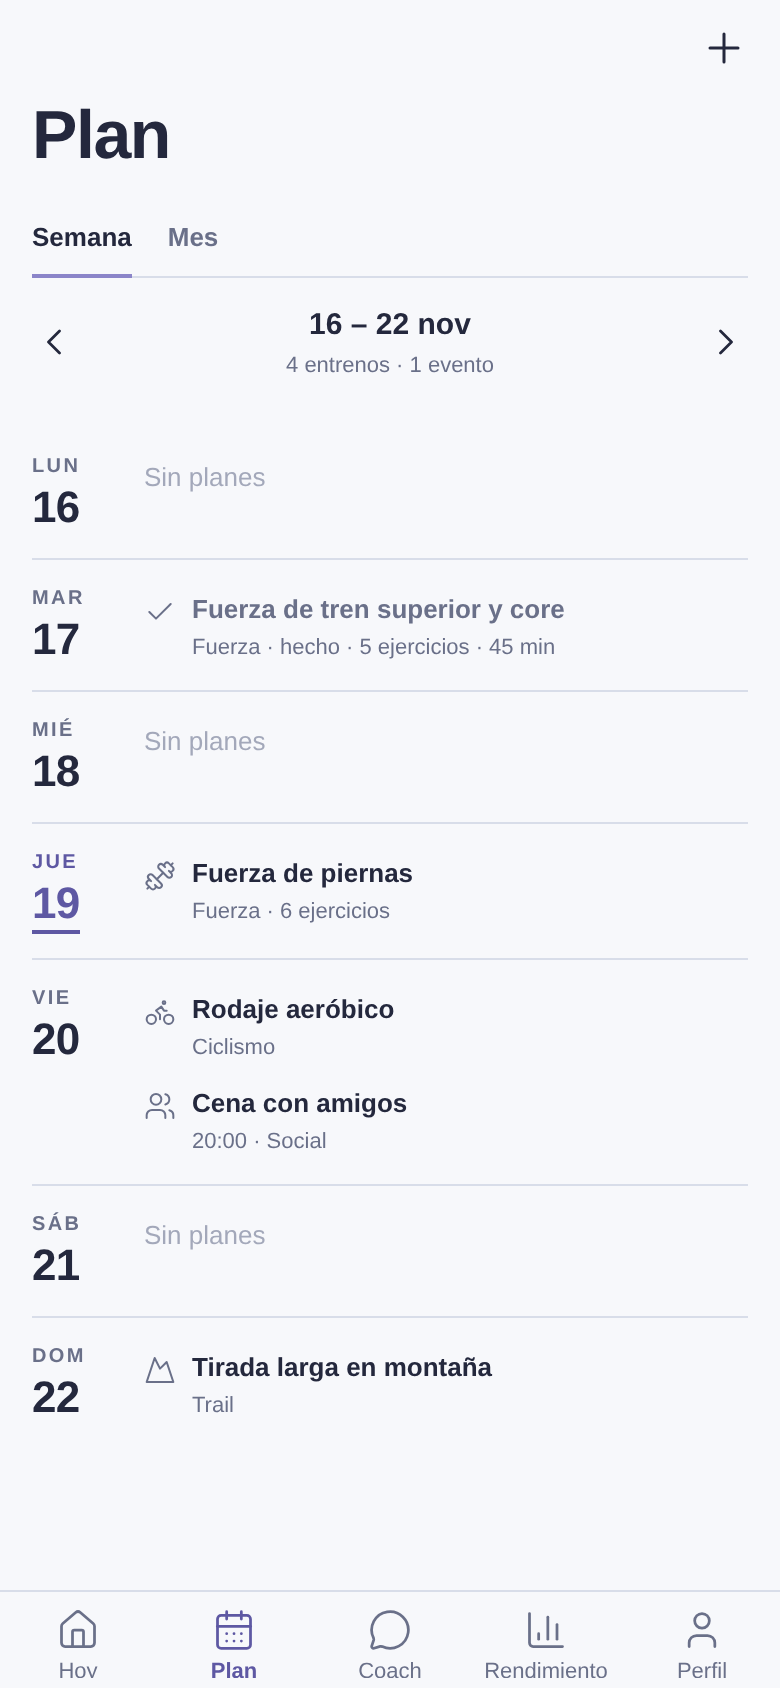 Plan
Semana
Mes
16 – 22 nov
4 entrenos · 1 evento
LUN
16
Sin planes
MAR
17
Fuerza de tren superior y core
Fuerza · hecho · 5 ejercicios · 45 min
MIÉ
18
Sin planes
JUE
19
Fuerza de piernas
Fuerza · 6 ejercicios
VIE
20
Rodaje aeróbico
Ciclismo
Cena con amigos
20:00 · Social
SÁB
21
Sin planes
DOM
22
Tirada larga en montaña
Trail
Hov
Plan
Coach
Rendimiento
Perfil